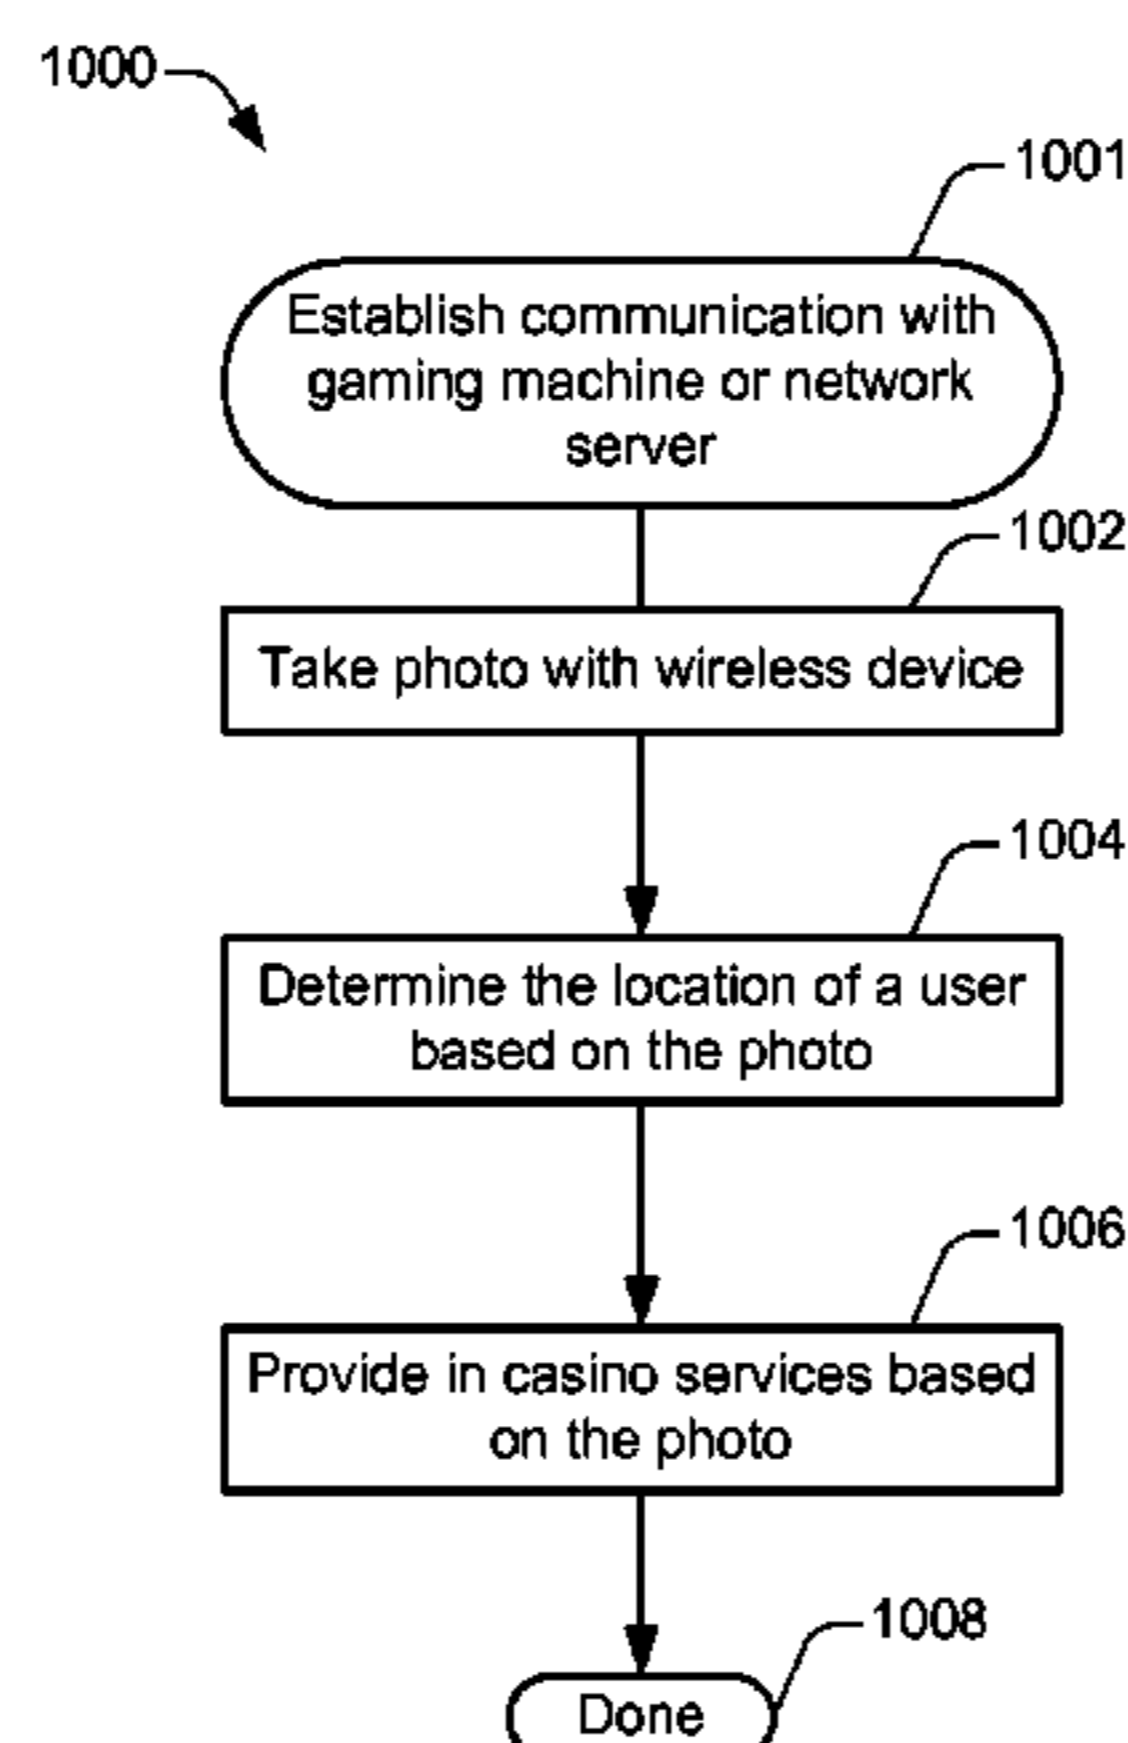 1000
1001
Establish communication with
gaming machine or network
server
1002
Take photo with wireless device
1004
Determine the location of a user
based on the photo
1006
Provide in casino services based
on the photo
1008
Done